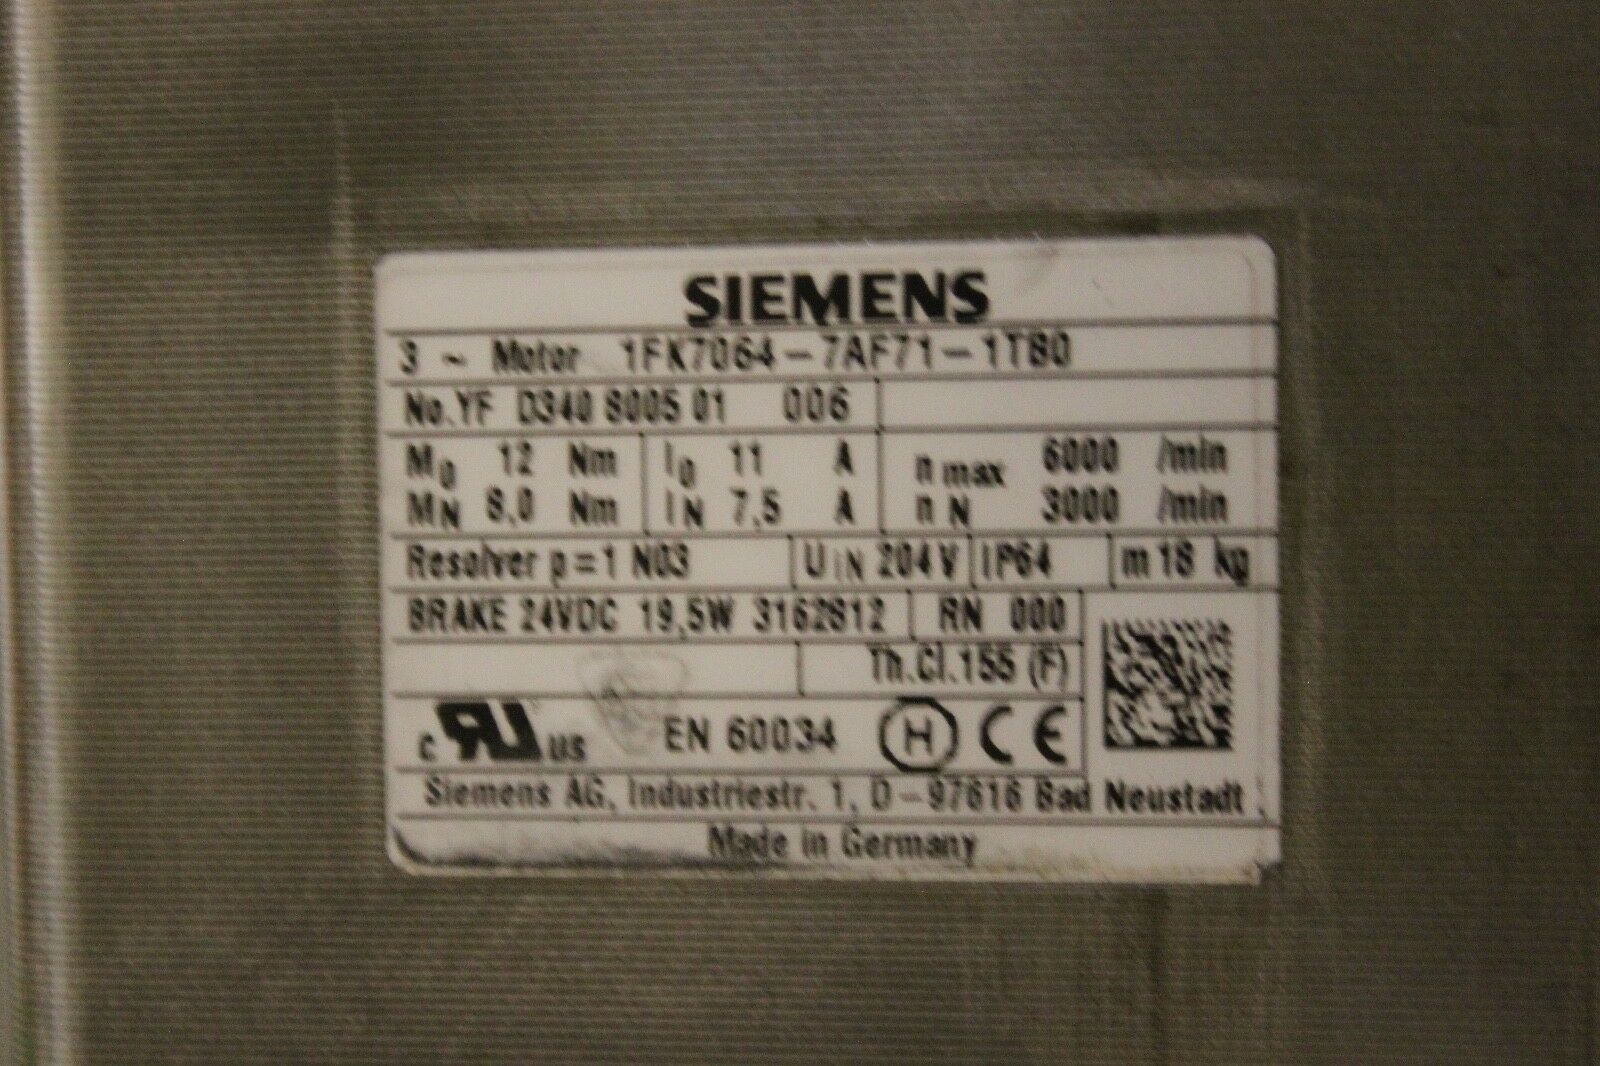 SIEMENS
3 ~ Motor 1FK7064-7AF71-1TB0
No.YF D340 8005 01 006
M0 12 Nm I0 11 A nmax 6000 /min
MN 8,0 Nm IN 7,5 A nN 3000 /min
Resolver p=1 N03 UIN 204 V IP64 m 18 kg
BRAKE 24VDC 19,5W 3162812 RN 000
Th.Cl.155 (F)
c RU us EN 60034 H CE
Siemens AG, Industriestr. 1, D-97616 Bad Neustadt
Made in Germany